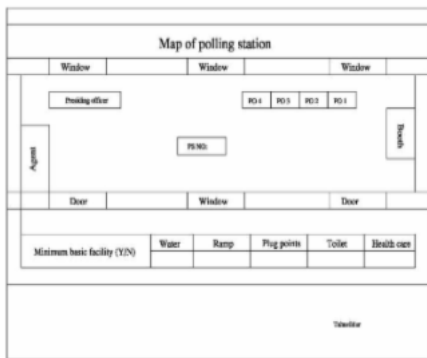 Map of polling station
Window Window Window
Presiding officer PO 4 PO 3 PO 2 PO 1
Agent Booth
PS NO:
Door Window Door
Minimum basic facility (Y/N) Water Ramp Plug points Toilet Health care